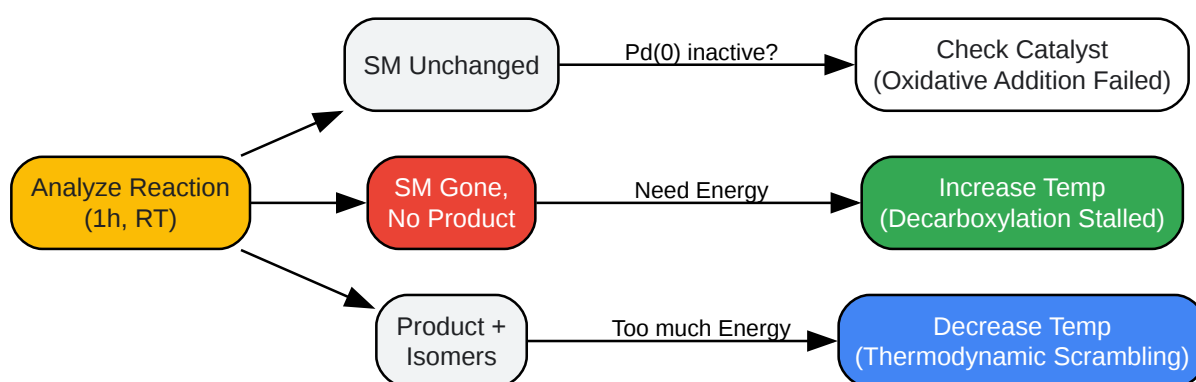 SM Unchanged
Pd(0) inactive?
Check Catalyst
(Oxidative Addition Failed)
Analyze Reaction
(1h, RT)
SM Gone,
No Product
Need Energy
Increase Temp
(Decarboxylation Stalled)
Product +
Isomers
Too much Energy
Decrease Temp
(Thermodynamic Scrambling)